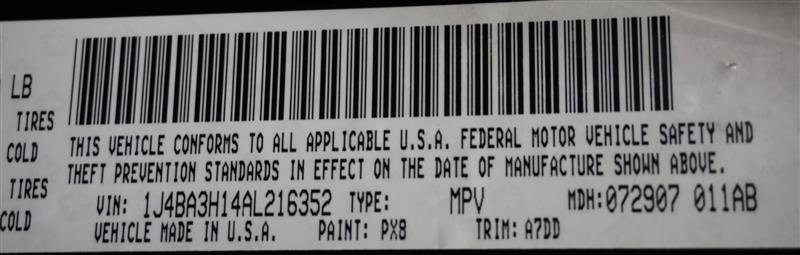 LB
TIRES
COLD
TIRES
COLD
THIS VEHICLE CONFORMS TO ALL APPLICABLE U.S.A. FEDERAL MOTOR VEHICLE SAFETY AND
THEFT PREVENTION STANDARDS IN EFFECT ON THE DATE OF MANUFACTURE SHOWN ABOVE.
VIN: 1J4BA3H14AL216352 TYPE: MPV MDH:072907 011AB
VEHICLE MADE IN U.S.A. PAINT: PX8 TRIM: A7DD